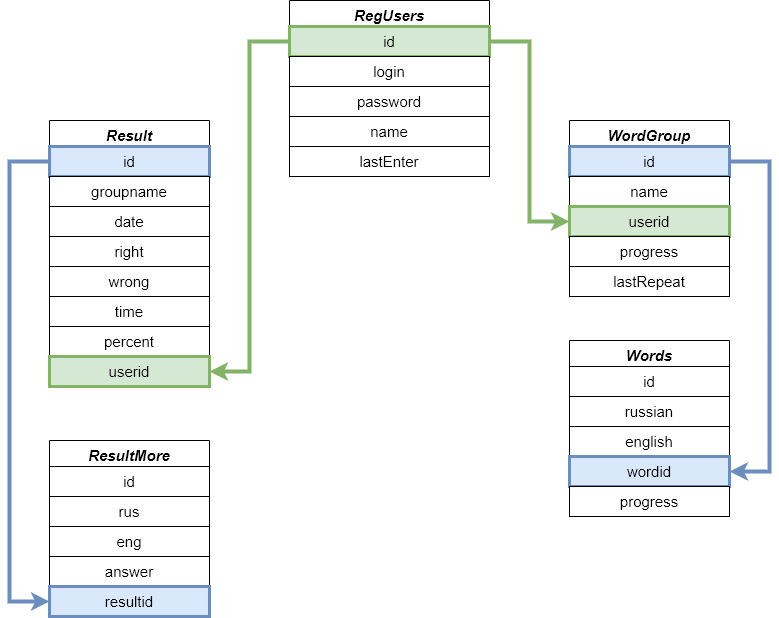 RegUsers
id
login
password
name
lastEnter
Result
id
groupname
date
right
wrong
time
percent
userid
WordGroup
id
name
userid
progress
lastRepeat
Words
id
russian
english
wordid
progress
ResultMore
id
rus
eng
answer
resultid